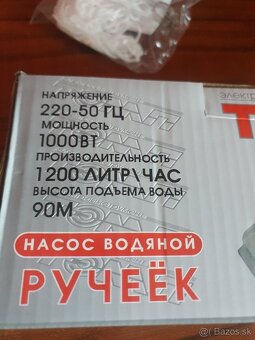 НАПРЯЖЕНИЕ
220-50 ГЦ
МОЩНОСТЬ
1000ВТ
ПРОИЗВОДИТЕЛЬНОСТЬ
1200 ЛИТР\ЧАС
ВЫСОТА ПОДЪЕМА ВОДЫ
90М
НАСОС ВОДЯНОЙ
РУЧЕЁК
Bazos.sk